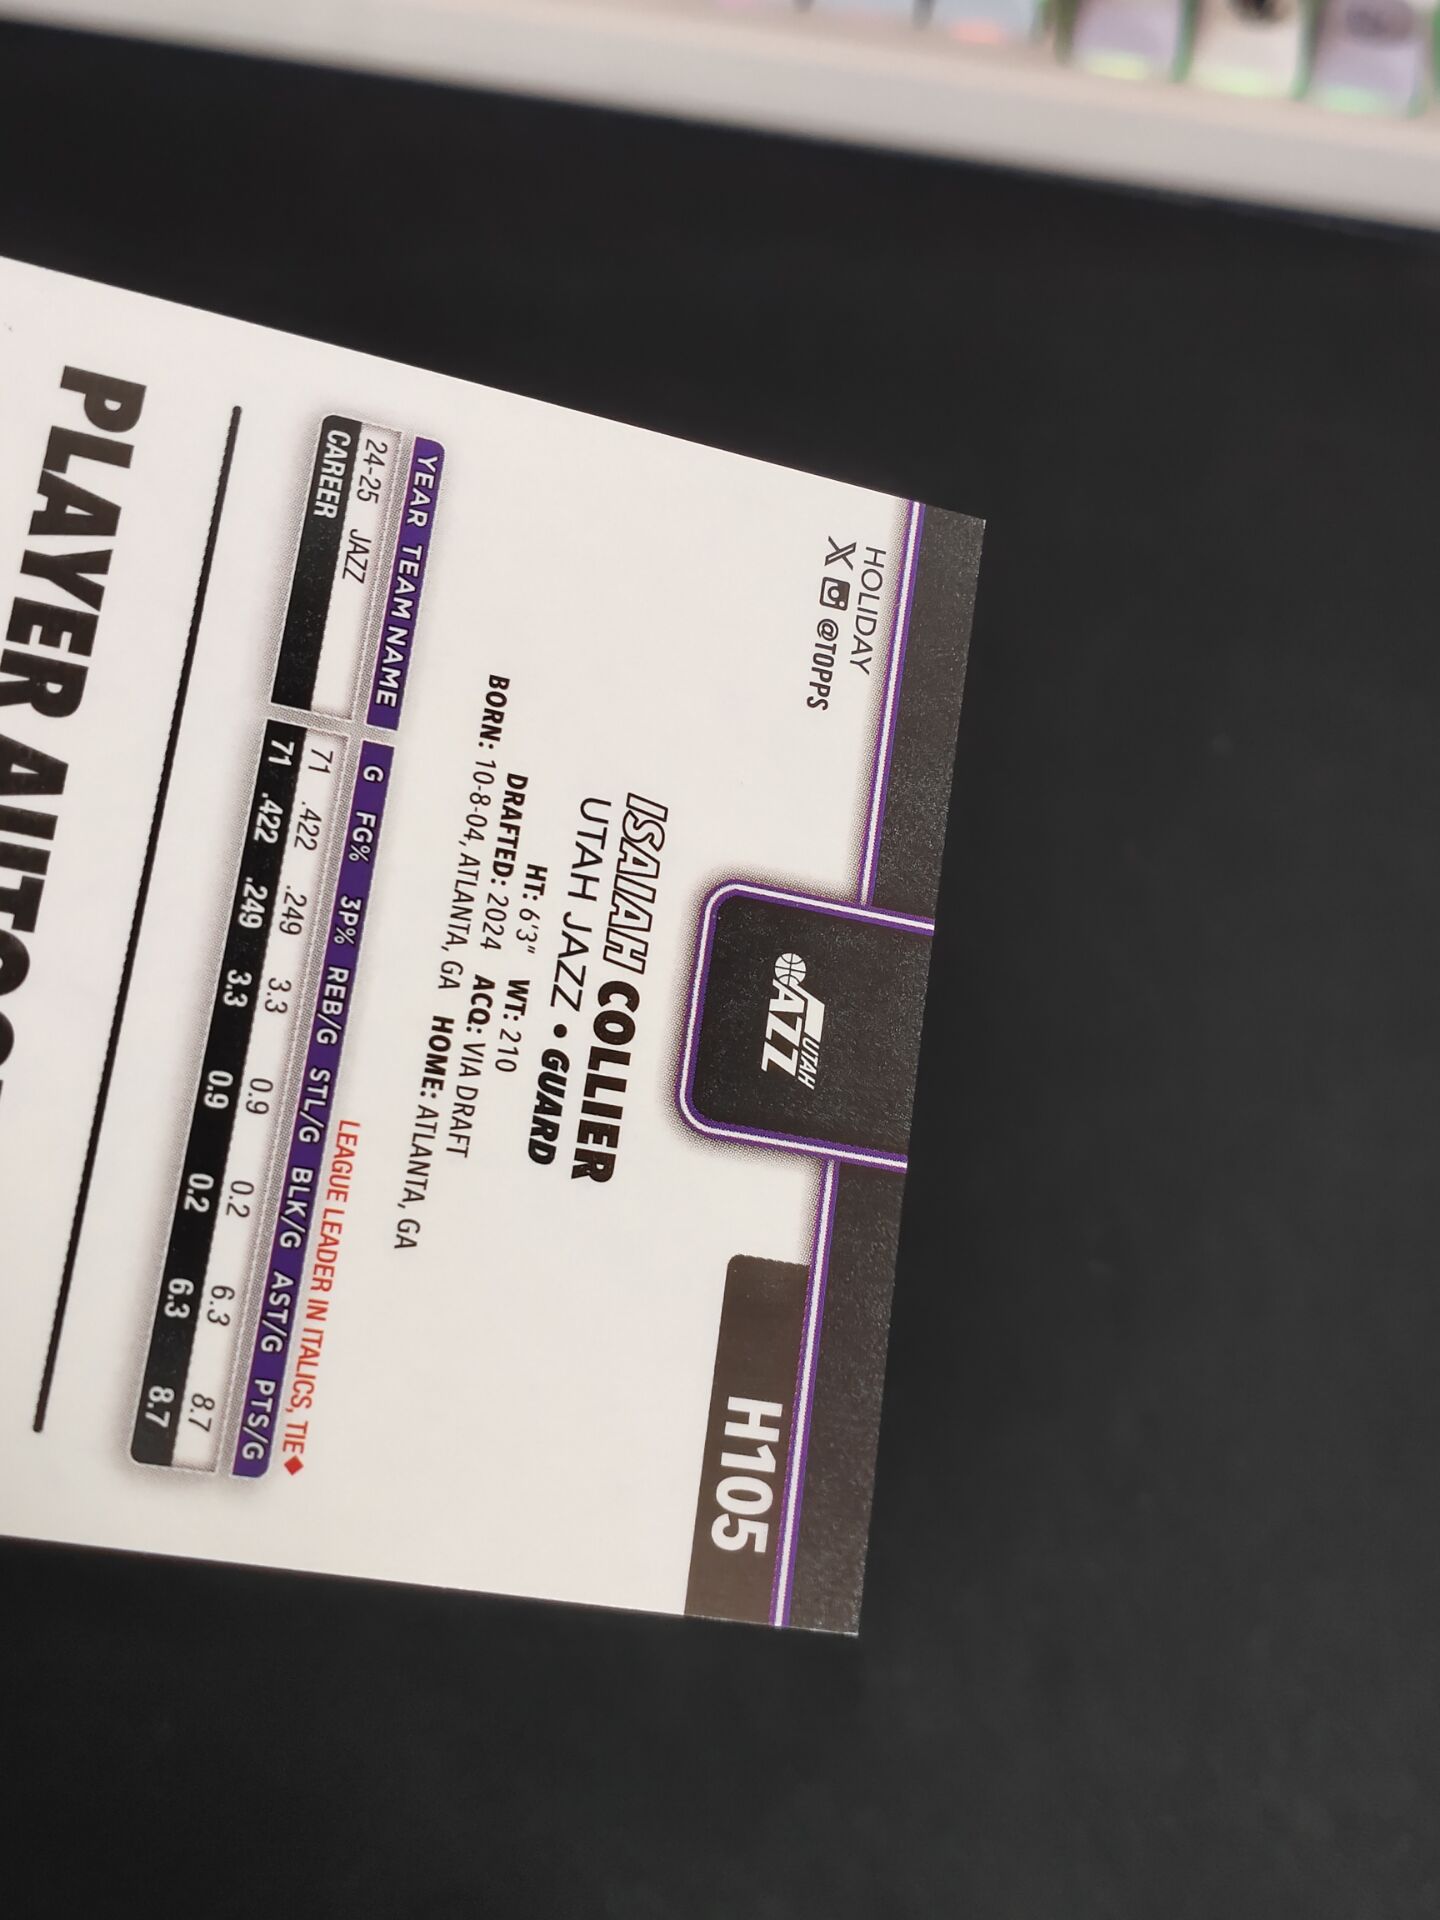 HOLIDAY
X @TOPPS
UTAH
JAZZ
H105
ISAIAH COLLIER
UTAH JAZZ • GUARD
HT: 6'3" WT: 210
DRAFTED: 2024 ACQ: VIA DRAFT
BORN: 10-8-04, ATLANTA, GA HOME: ATLANTA, GA
LEAGUE LEADER IN ITALICS, TIE◆
YEAR TEAM NAME G FG% 3P% REB/G STL/G BLK/G AST/G PTS/G
24-25 JAZZ 71 .422 .249 3.3 0.9 0.2 6.3 8.7
CAREER 71 .422 .249 3.3 0.9 0.2 6.3 8.7
PLAYER